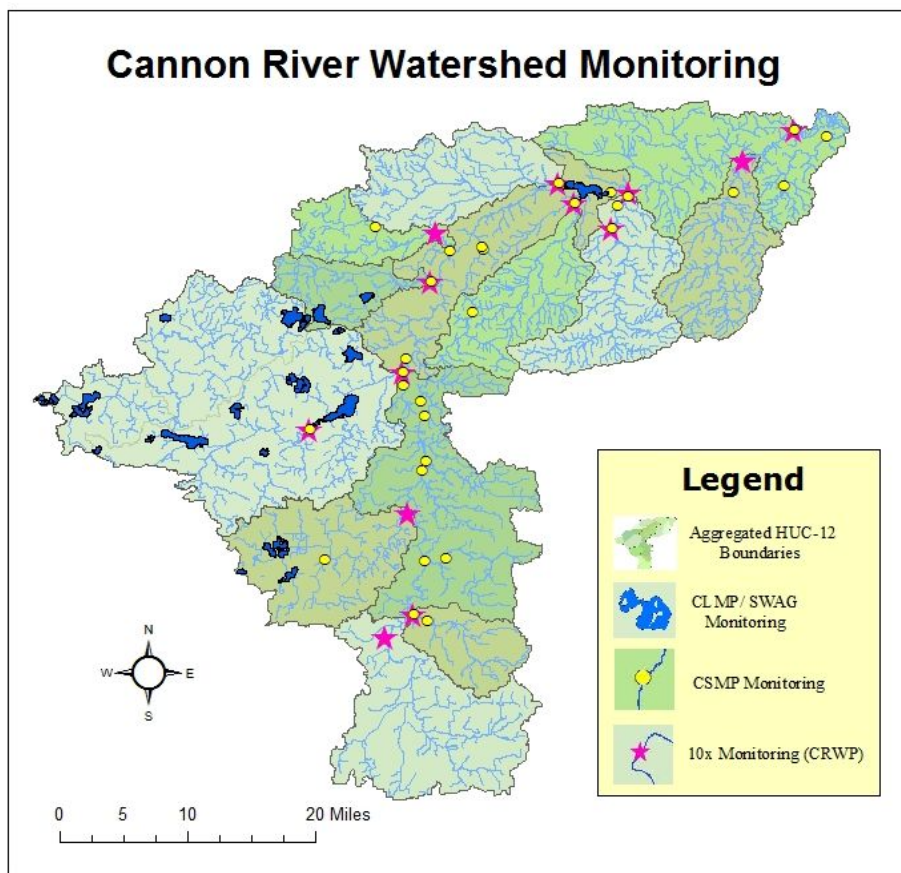 Cannon River Watershed Monitoring
Legend
Aggregated HUC-12
Boundaries
CLMP/ SWAG
Monitoring
CSMP Monitoring
10x Monitoring (CRWP)
N
W
E
S
0
5
10
20 Miles